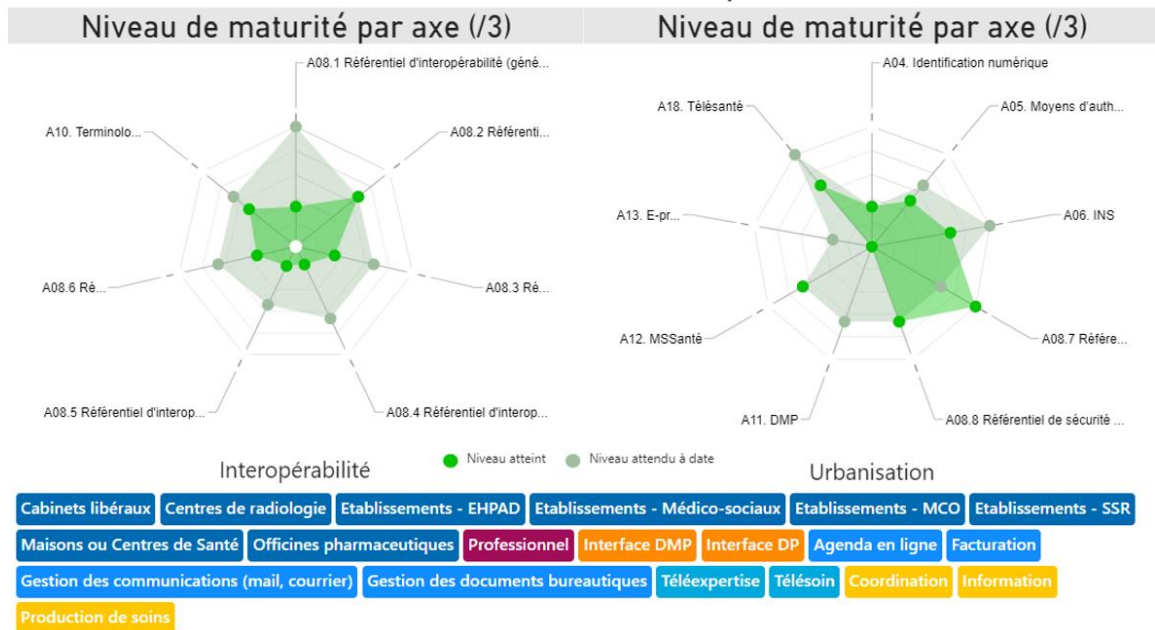 Niveau de maturité par axe (/3)
Niveau de maturité par axe (/3)
A08.1 Référentiel d'interopérabilité (géné...
A10. Terminolo...
A08.2 Référenti...
A08.6 Ré...
A08.3 Ré...
A08.5 Référentiel d'interop...
A08.4 Référentiel d'interop...
A04. Identification numérique
A18. Télésanté
A05. Moyens d'auth...
A13. E-pr...
A06. INS
A12. MSSanté
A08.7 Référe...
A11. DMP
A08.8 Référentiel de sécurité ...
Niveau atteint
Niveau attendu à date
Interopérabilité
Urbanisation
Cabinets libéraux Centres de radiologie Etablissements - EHPAD Etablissements - Médico-sociaux Etablissements - MCO Etablissements - SSR
Maisons ou Centres de Santé Officines pharmaceutiques Professionnel Interface DMP Interface DP Agenda en ligne Facturation
Gestion des communications (mail, courrier) Gestion des documents bureautiques Téléexpertise Télésoin Coordination Information
Production de soins